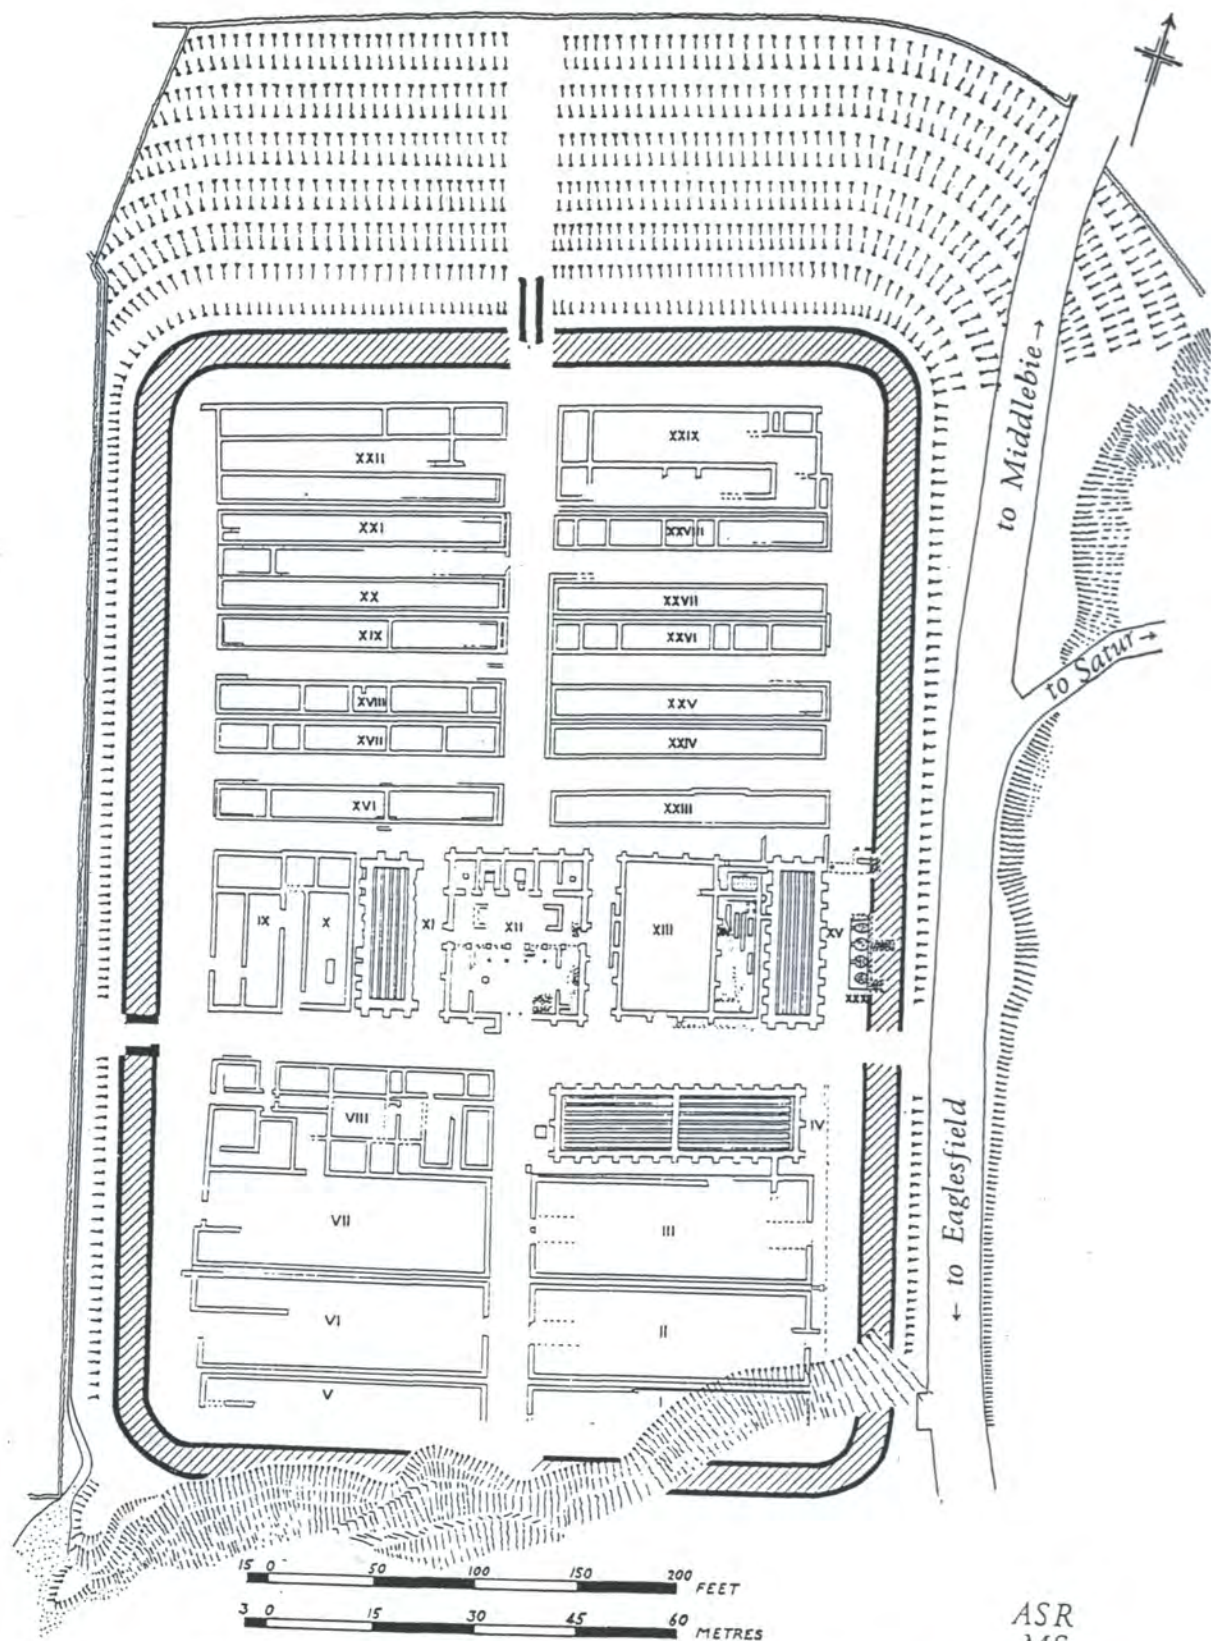 to Middlebie →
to Satur →
← to Eaglesfield
XXII
XXIX
XXI
XXVIII
XX
XXVII
XIX
XXVI
XVIII
XXV
XVII
XXIV
XVI
XXIII
IX
X
XI
XII
XIII
XV
XXX
VIII
IV
VII
III
VI
II
V
I
15 0 50 100 150 200 FEET
3 0 15 30 45 60 METRES
ASR